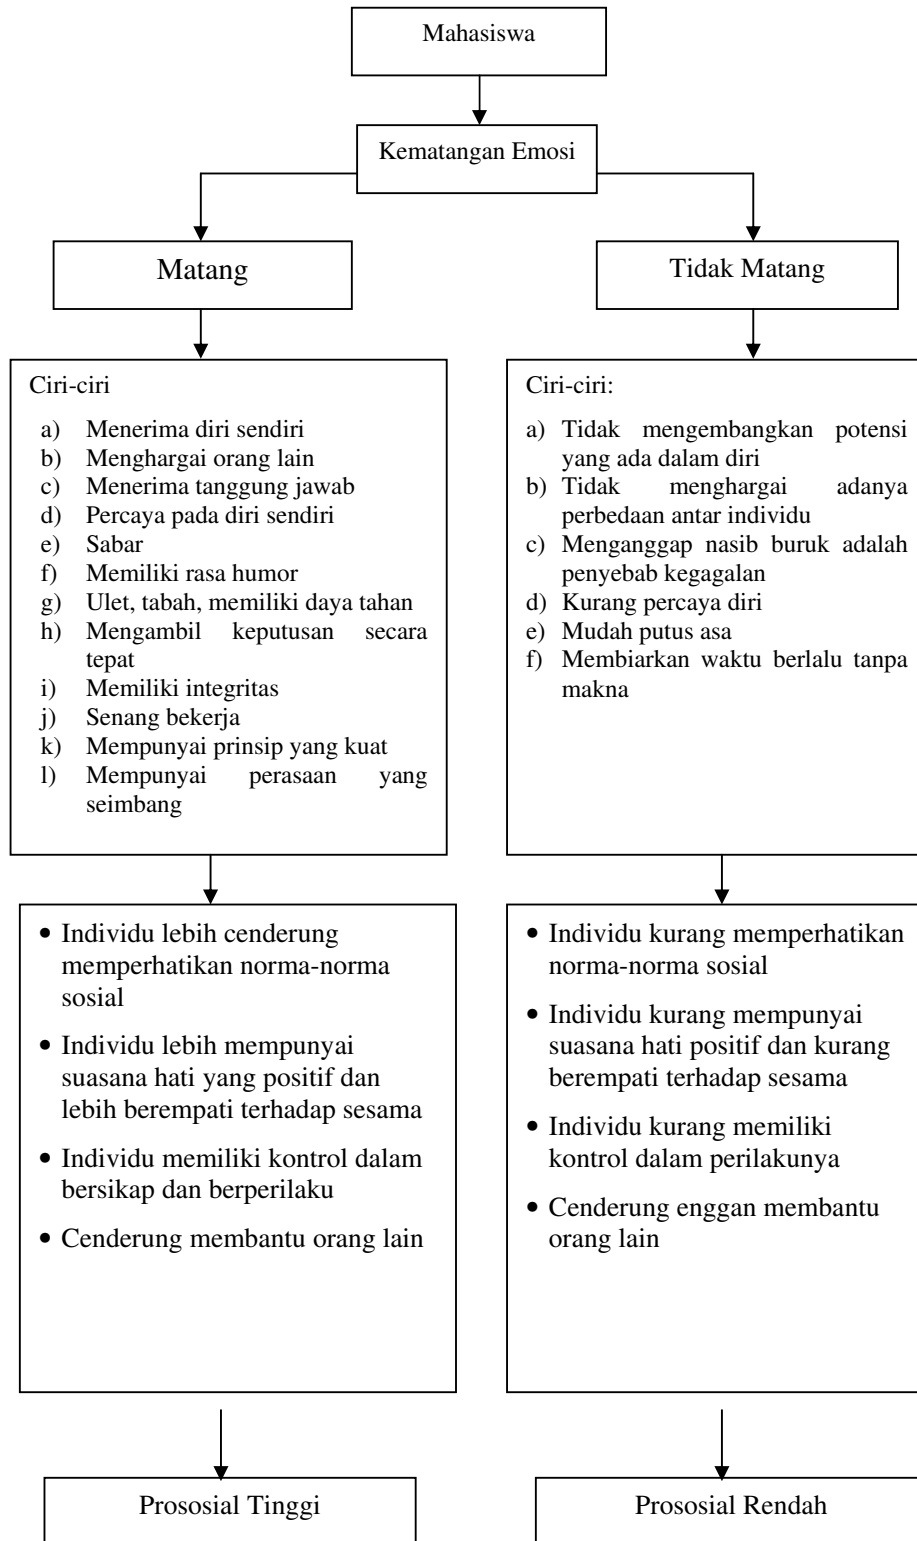 Mahasiswa
Kematangan Emosi
Matang
Tidak Matang
Ciri-ciri
a) Menerima diri sendiri
b) Menghargai orang lain
c) Menerima tanggung jawab
d) Percaya pada diri sendiri
e) Sabar
f) Memiliki rasa humor
g) Ulet, tabah, memiliki daya tahan
h) Mengambil keputusan secara
tepat
i) Memiliki integritas
j) Senang bekerja
k) Mempunyai prinsip yang kuat
l) Mempunyai perasaan yang
seimbang
Ciri-ciri:
a) Tidak mengembangkan potensi
yang ada dalam diri
b) Tidak menghargai adanya
perbedaan antar individu
c) Menganggap nasib buruk adalah
penyebab kegagalan
d) Kurang percaya diri
e) Mudah putus asa
f) Membiarkan waktu berlalu tanpa
makna
• Individu lebih cenderung
memperhatikan norma-norma
sosial
• Individu lebih mempunyai
suasana hati yang positif dan
lebih berempati terhadap sesama
• Individu memiliki kontrol dalam
bersikap dan berperilaku
• Cenderung membantu orang lain
• Individu kurang memperhatikan
norma-norma sosial
• Individu kurang mempunyai
suasana hati positif dan kurang
berempati terhadap sesama
• Individu kurang memiliki
kontrol dalam perilakunya
• Cenderung enggan membantu
orang lain
Prososial Tinggi
Prososial Rendah